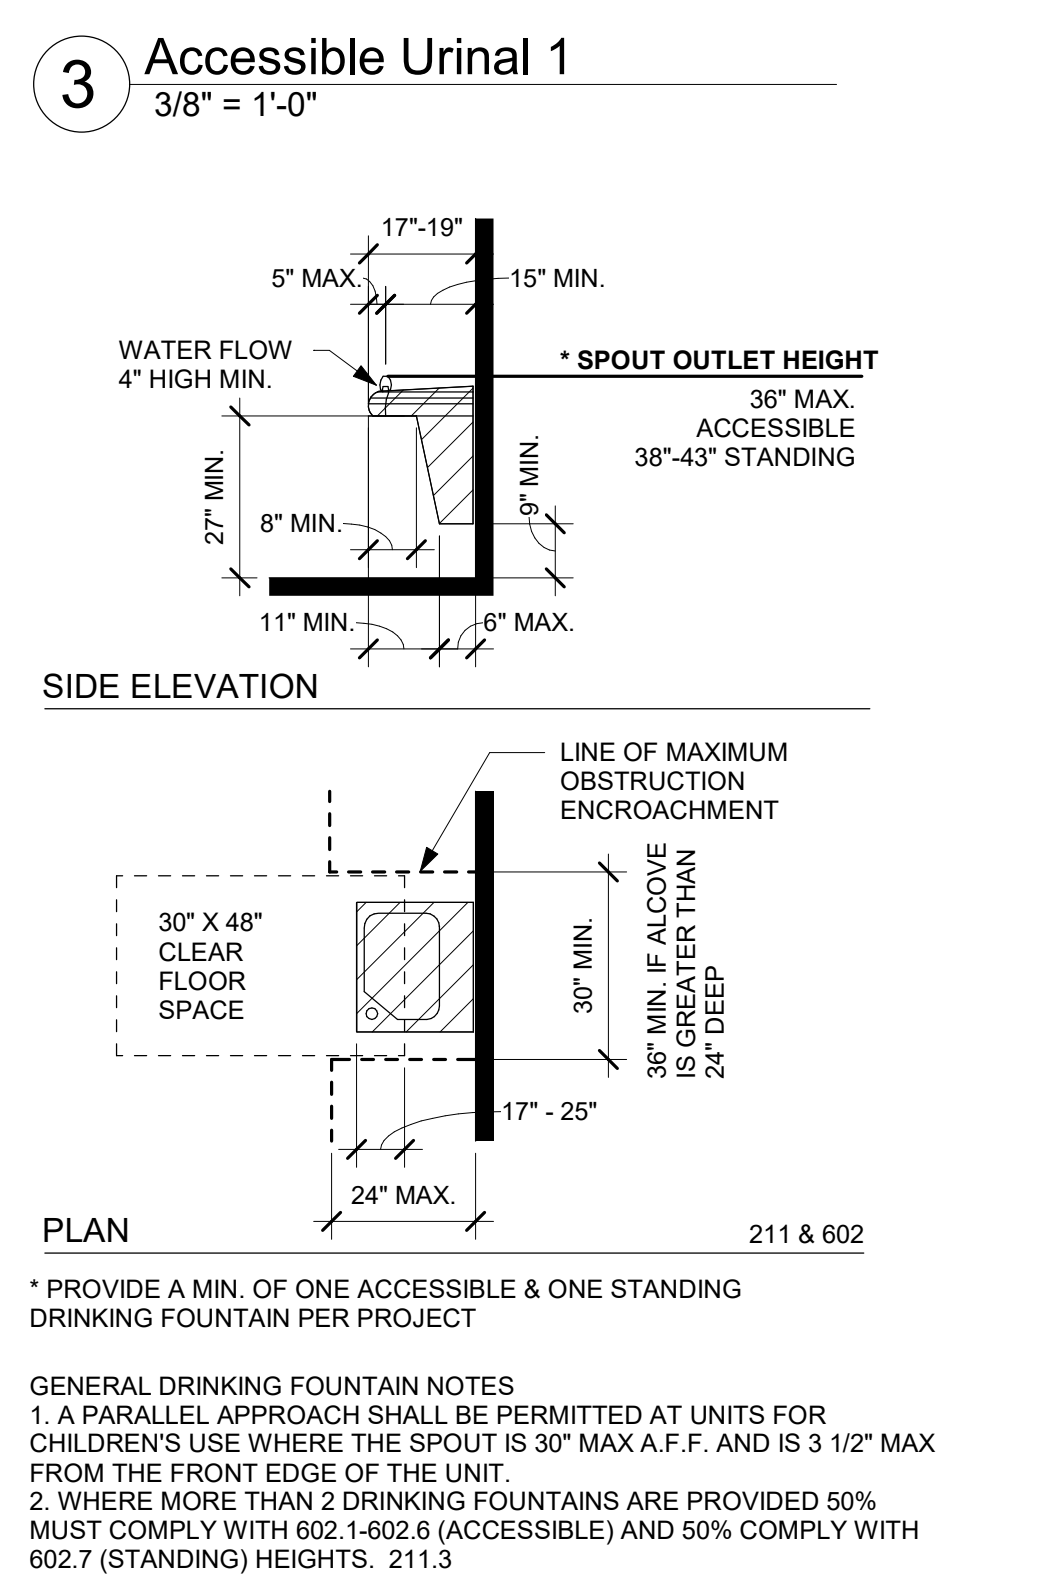 3
Accessible Urinal 1
3/8" = 1'-0"
17"-19"
5" MAX.
15" MIN.
WATER FLOW
4" HIGH MIN.
* SPOUT OUTLET HEIGHT
36" MAX.
ACCESSIBLE
38"-43" STANDING
27" MIN.
8" MIN.
9" MIN.
11" MIN.
6" MAX.
SIDE ELEVATION
LINE OF MAXIMUM
OBSTRUCTION
ENCROACHMENT
30" X 48"
CLEAR
FLOOR
SPACE
30" MIN.
36" MIN. IF ALCOVE
IS GREATER THAN
24" DEEP
17" - 25"
24" MAX.
PLAN
211 & 602
* PROVIDE A MIN. OF ONE ACCESSIBLE & ONE STANDING
DRINKING FOUNTAIN PER PROJECT
GENERAL DRINKING FOUNTAIN NOTES
1. A PARALLEL APPROACH SHALL BE PERMITTED AT UNITS FOR
CHILDREN'S USE WHERE THE SPOUT IS 30" MAX A.F.F. AND IS 3 1/2" MAX
FROM THE FRONT EDGE OF THE UNIT.
2. WHERE MORE THAN 2 DRINKING FOUNTAINS ARE PROVIDED 50%
MUST COMPLY WITH 602.1-602.6 (ACCESSIBLE) AND 50% COMPLY WITH
602.7 (STANDING) HEIGHTS. 211.3